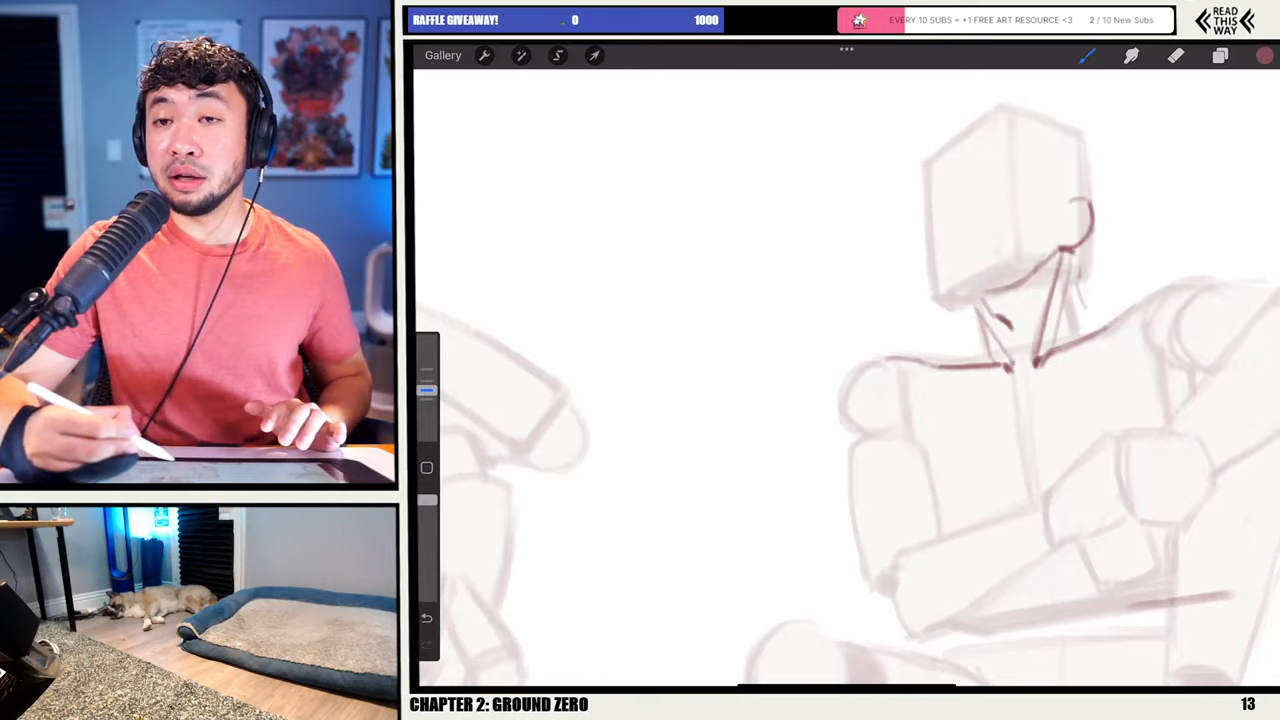 RAFFLE GIVEAWAY! 0 1000
EVERY 10 SUBS = +1 FREE ART RESOURCE <3 2 / 10 New Subs
READ
THIS
WAY
Gallery
CHAPTER 2: GROUND ZERO
13